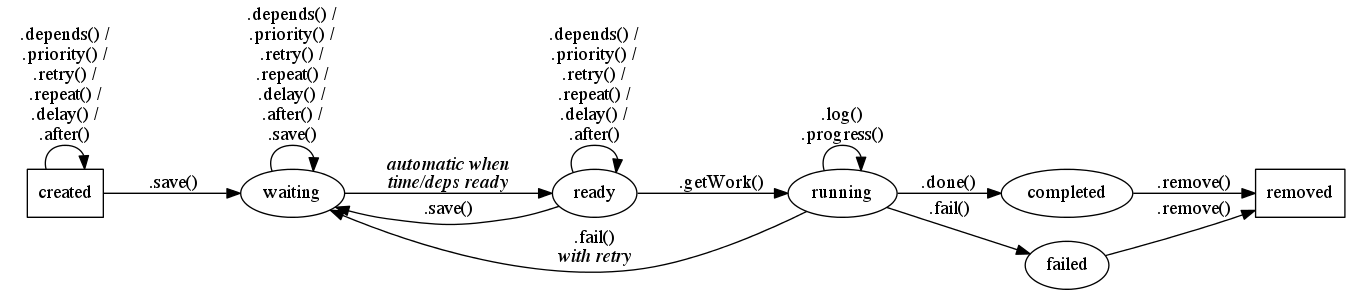 .depends() /
.priority() /
.retry() /
.repeat() /
.delay() /
.after()
created
.save()
.depends() /
.priority() /
.retry() /
.repeat() /
.delay() /
.after() /
.save()
waiting
automatic when
time/deps ready
.save()
.depends() /
.priority() /
.retry() /
.repeat() /
.delay() /
.after()
ready
.getWork()
.fail()
with retry
.log()
.progress()
running
.done()
.fail()
completed
failed
.remove()
.remove()
removed